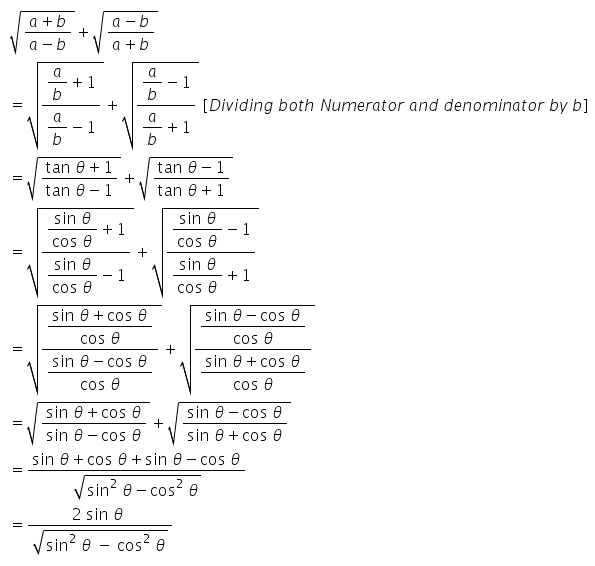 √((a + b)/(a − b)) + √((a − b)/(a + b))
= √((a/b + 1)/(a/b − 1)) + √((a/b − 1)/(a/b + 1)) [Dividing both Numerator and denominator by b]
= √((tan θ + 1)/(tan θ − 1)) + √((tan θ − 1)/(tan θ + 1))
= √((sin θ/cos θ + 1)/(sin θ/cos θ − 1)) + √((sin θ/cos θ − 1)/(sin θ/cos θ + 1))
= √(((sin θ + cos θ)/cos θ)/((sin θ − cos θ)/cos θ)) + √(((sin θ − cos θ)/cos θ)/((sin θ + cos θ)/cos θ))
= √((sin θ + cos θ)/(sin θ − cos θ)) + √((sin θ − cos θ)/(sin θ + cos θ))
= (sin θ + cos θ + sin θ − cos θ)/√(sin² θ − cos² θ)
= (2 sin θ)/√(sin² θ − cos² θ)